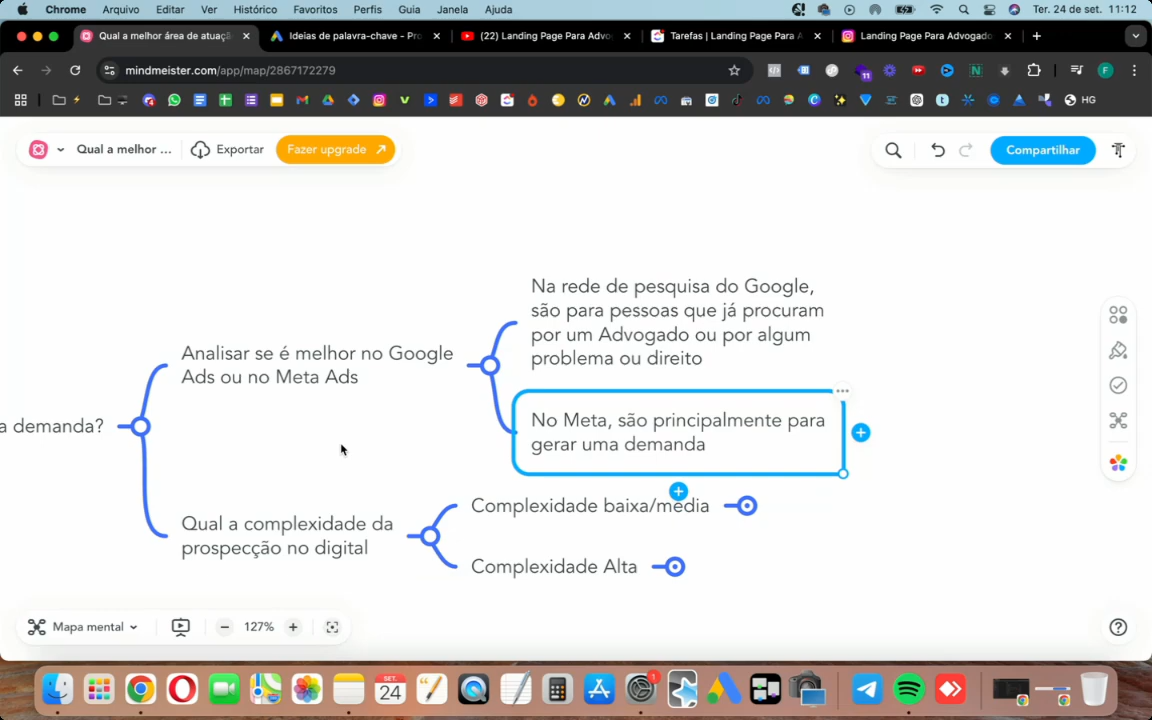 Chrome Arquivo Editar Ver Histórico Favoritos Perfis Guia Janela Ajuda
Ter. 24 de set. 11:12
Qual a melhor área de atuaçã
Ideias de palavra-chave - Pro
(22) Landing Page Para Advo
Tarefas | Landing Page Para A
Landing Page Para Advogado
mindmeister.com/app/map/2867172279
11
F
HG
Qual a melhor ...
Exportar
Fazer upgrade
Compartilhar
Na rede de pesquisa do Google,
são para pessoas que já procuram
por um Advogado ou por algum
problema ou direito
Analisar se é melhor no Google
Ads ou no Meta Ads
No Meta, são principalmente para
gerar uma demanda
a demanda?
Qual a complexidade da
prospecção no digital
Complexidade baixa/média
Complexidade Alta
Mapa mental
127%
SET.
24
1